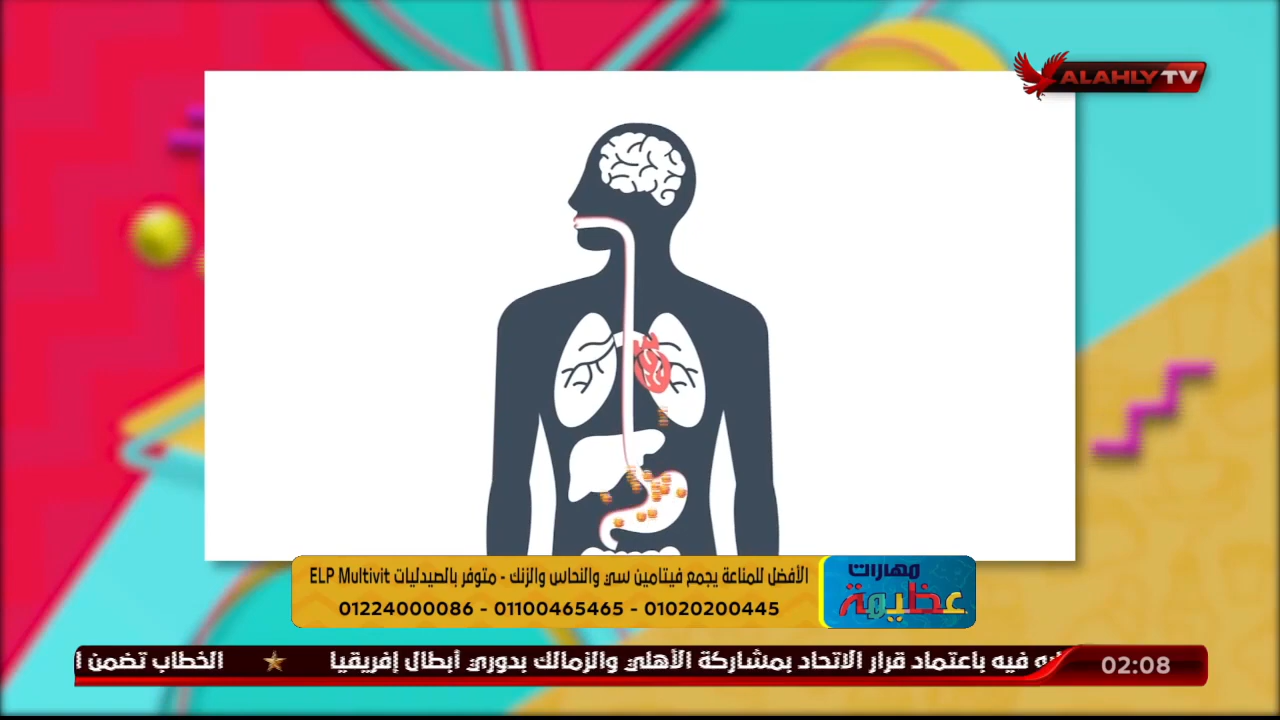 ALAHLY TV
مهارات
عظيمة
الأفضل للمناعة يجمع فيتامين سي والنحاس والزنك - متوفر بالصيدليات ELP Multivit
01224000086 - 01100465465 - 01020200445
فيه باعتماد قرار الاتحاد بمشاركة الأهلي والزمالك بدوري أبطال إفريقيا ★ الخطاب تضمن
02:08